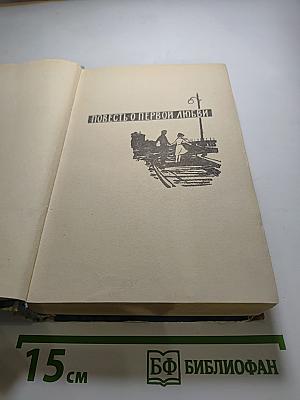 ПОВЕСТЬ О ПЕРВОЙ ЛЮБВИ
15 см
БФ БИБЛИОФАН